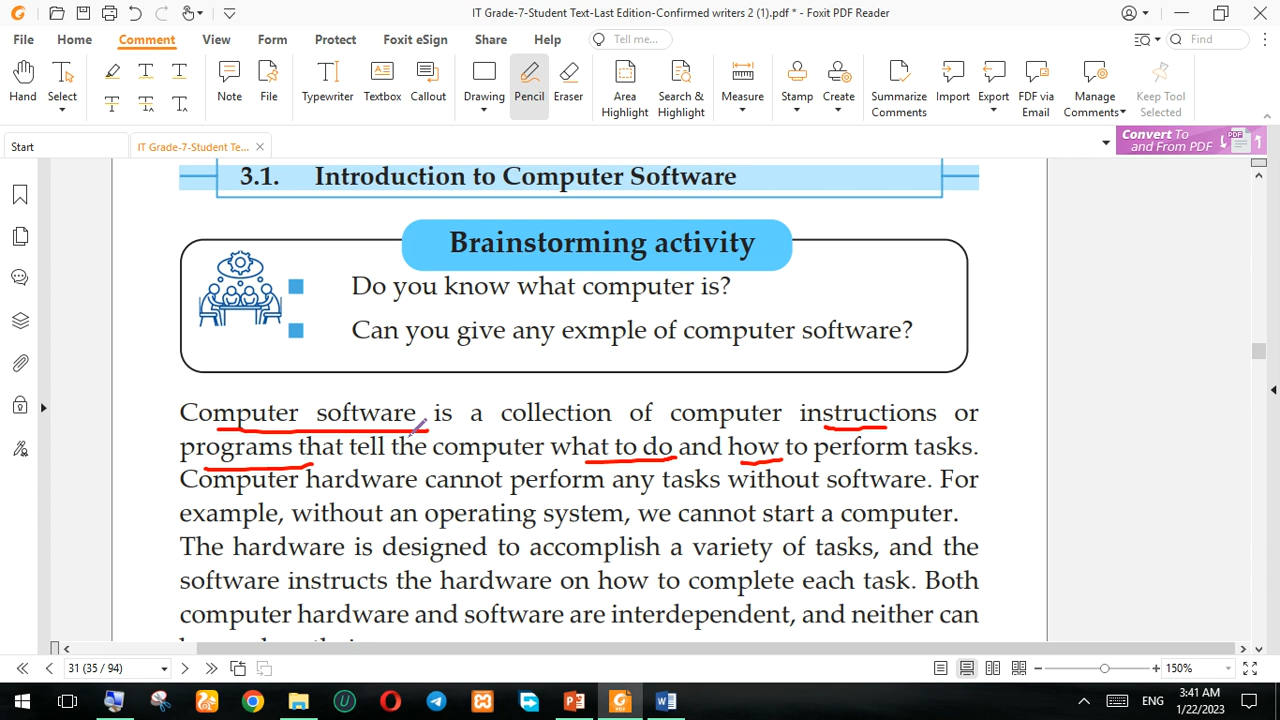 IT Grade-7-Student Text-Last Edition-Confirmed writers 2 (1).pdf * - Foxit PDF Reader
File Home Comment View Form Protect Foxit eSign Share Help Tell me... Find
Hand Select Note File Typewriter Textbox Callout Drawing Pencil Eraser Area Highlight Search & Highlight Measure Stamp Create Summarize Comments Import Export FDF via Email Manage Comments Keep Tool Selected
Start IT Grade-7-Student Te... Convert To and From PDF PDF
3.1. Introduction to Computer Software
Brainstorming activity
Do you know what computer is?
Can you give any exmple of computer software?
Computer software is a collection of computer instructions or
programs that tell the computer what to do and how to perform tasks.
Computer hardware cannot perform any tasks without software. For
example, without an operating system, we cannot start a computer.
The hardware is designed to accomplish a variety of tasks, and the
software instructs the hardware on how to complete each task. Both
computer hardware and software are interdependent, and neither can
31 (35 / 94) 150%
ENG 3:41 AM
1/22/2023